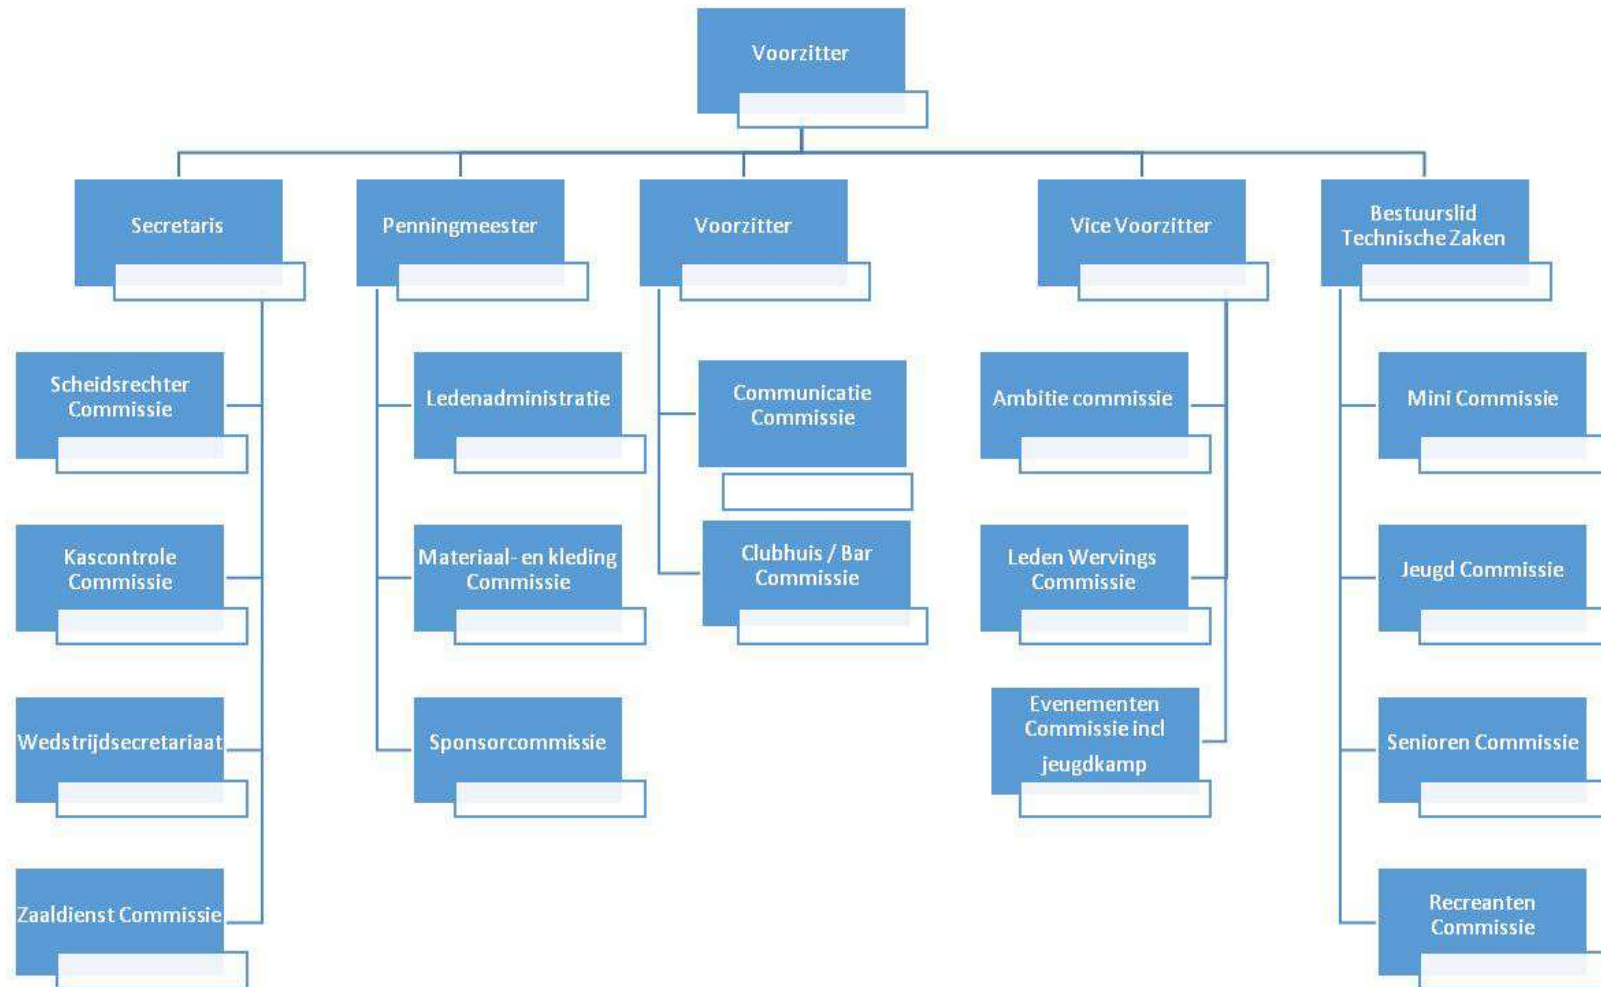 Voorzitter
Secretaris
Penningmeester
Voorzitter
Vice Voorzitter
Bestuurslid
Technische Zaken
Scheidsrechter
Commissie
Ledenadministratie
Communicatie
Commissie
Ambitie commissie
Mini Commissie
Kascontrole
Commissie
Materiaal- en kleding
Commissie
Clubhuis / Bar
Commissie
Leden Wervings
Commissie
Jeugd Commissie
Wedstrijdsecretariaat
Sponsorcommissie
Evenementen
Commissie incl
jeugdkamp
Senioren Commissie
Zaaldienst Commissie
Recreanten
Commissie